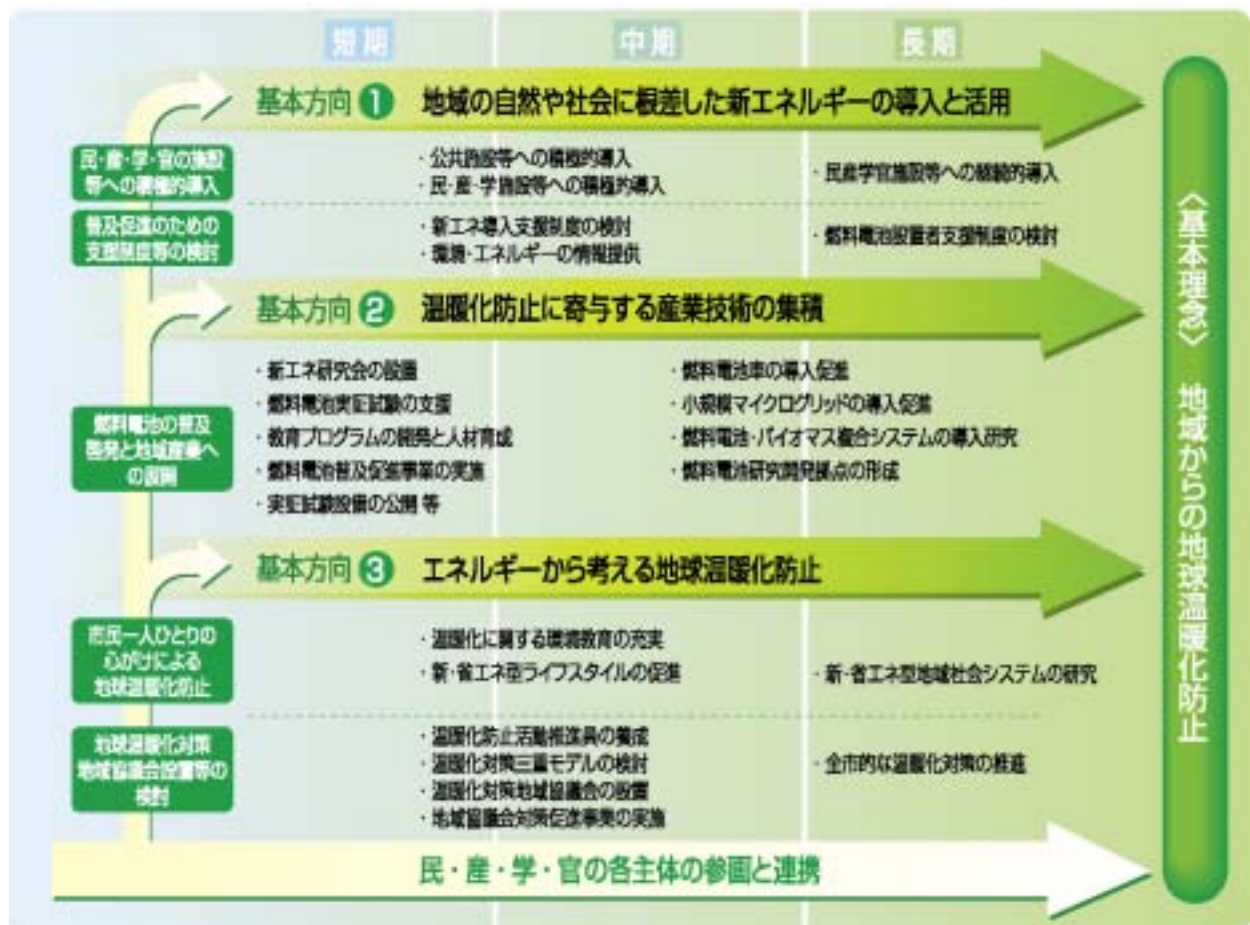 短期
中期
長期
基本方向 1 地域の自然や社会に根差した新エネルギーの導入と活用
民・産・学・官の施設
等への積極的導入
・公共施設等への積極的導入
・民・産・学施設等への積極的導入
・民産学官施設等への継続的導入
普及促進のための
支援制度等の検討
・新エネ導入支援制度の検討
・環境・エネルギーの情報提供
・燃料電池設置者支援制度の検討
基本方向 2 温暖化防止に寄与する産業技術の集積
燃料電池の普及
啓発と地域産業へ
の展開
・新エネ研究会の設置
・燃料電池実証試験の支援
・教育プログラムの開発と人材育成
・燃料電池普及促進事業の実施
・実証試験設備の公開 等
・燃料電池車の導入促進
・小規模マイクログリッドの導入促進
・燃料電池・バイオマス複合システムの導入研究
・燃料電池研究開発拠点の形成
基本方向 3 エネルギーから考える地球温暖化防止
市民一人ひとりの
心がけによる
地球温暖化防止
・温暖化に関する環境教育の充実
・新・省エネ型ライフスタイルの促進
・新・省エネ型地域社会システムの研究
地球温暖化対策
地域協議会設置等の
検討
・温暖化防止活動推進員の養成
・温暖化対策三重モデルの検討
・温暖化対策地域協議会の設置
・地域協議会対策促進事業の実施
・全市的な温暖化対策の推進
民・産・学・官の各主体の参画と連携
〈基本理念〉 地域からの地球温暖化防止